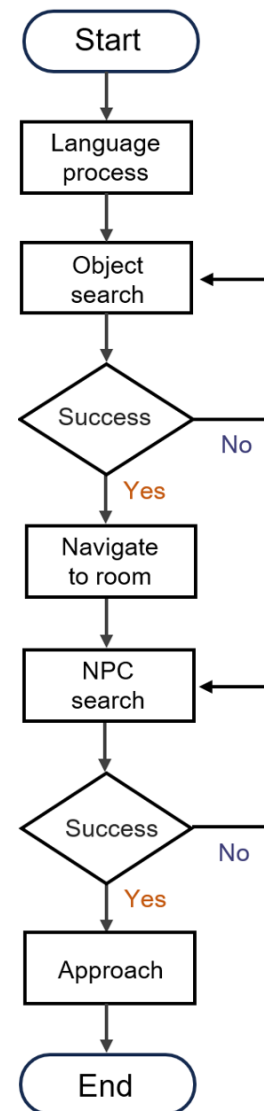 Start
Language
process
Object
search
Success
No
Yes
Navigate
to room
NPC
search
Success
No
Yes
Approach
End